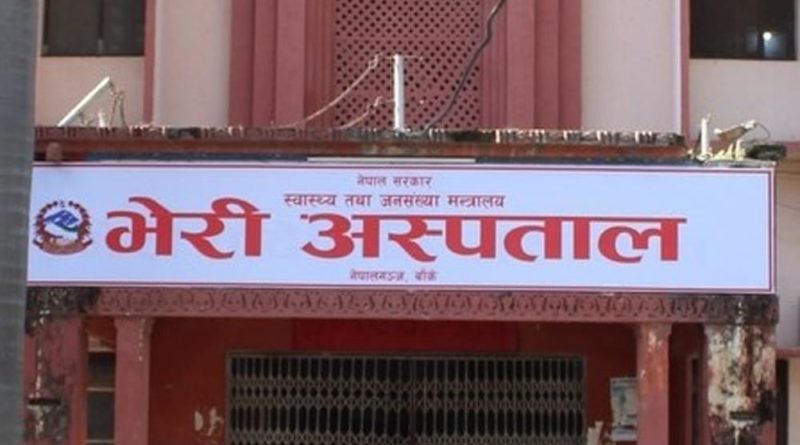 नेपाल सरकार
स्वास्थ्य तथा जनसंख्या मन्त्रालय
भेरी अस्पताल
नेपालगञ्ज, बाँके